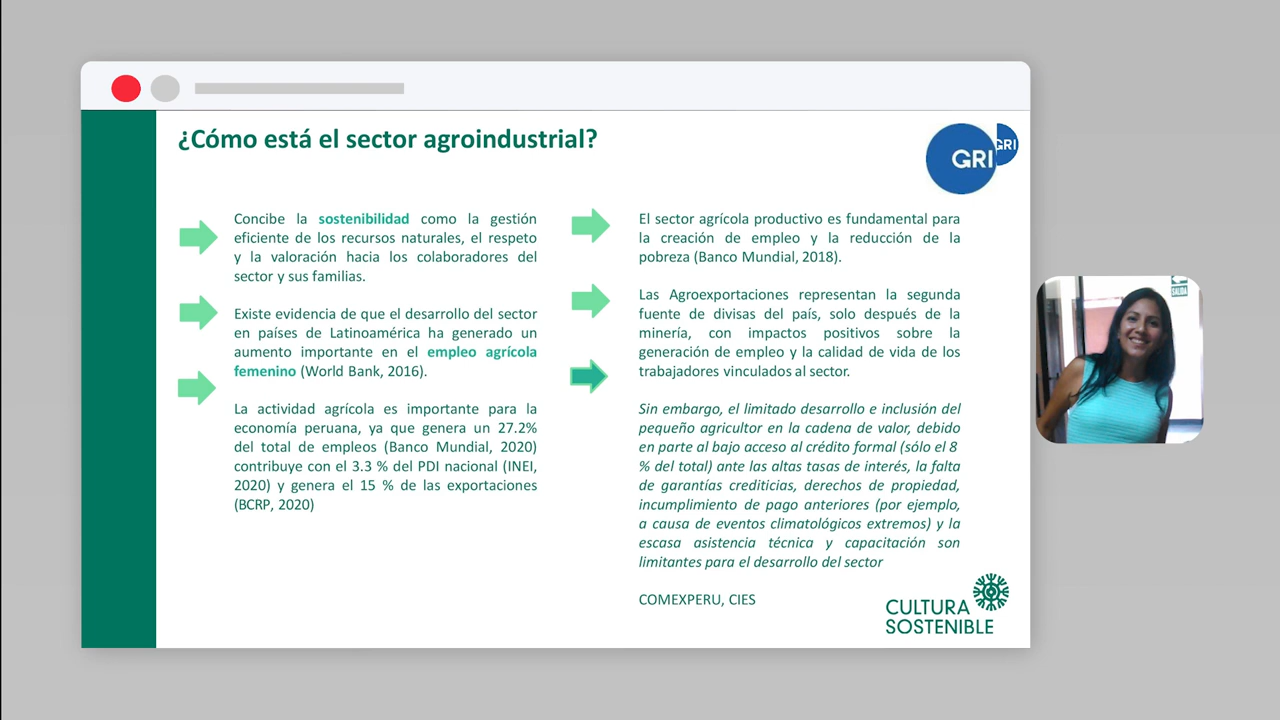 ¿Cómo está el sector agroindustrial?
GRI
GRI
Concibe la sostenibilidad como la gestión
eficiente de los recursos naturales, el respeto
y la valoración hacia los colaboradores del
sector y sus familias.
Existe evidencia de que el desarrollo del sector
en países de Latinoamérica ha generado un
aumento importante en el empleo agrícola
femenino (World Bank, 2016).
La actividad agrícola es importante para la
economía peruana, ya que genera un 27.2%
del total de empleos (Banco Mundial, 2020)
contribuye con el 3.3 % del PDI nacional (INEI,
2020) y genera el 15 % de las exportaciones
(BCRP, 2020)
El sector agrícola productivo es fundamental para
la creación de empleo y la reducción de la
pobreza (Banco Mundial, 2018).
Las Agroexportaciones representan la segunda
fuente de divisas del país, solo después de la
minería, con impactos positivos sobre la
generación de empleo y la calidad de vida de los
trabajadores vinculados al sector.
Sin embargo, el limitado desarrollo e inclusión del
pequeño agricultor en la cadena de valor, debido
en parte al bajo acceso al crédito formal (sólo el 8
% del total) ante las altas tasas de interés, la falta
de garantías crediticias, derechos de propiedad,
incumplimiento de pago anteriores (por ejemplo,
a causa de eventos climatológicos extremos) y la
escasa asistencia técnica y capacitación son
limitantes para el desarrollo del sector
COMEXPERU, CIES
CULTURA
SOSTENIBLE
SALIDA